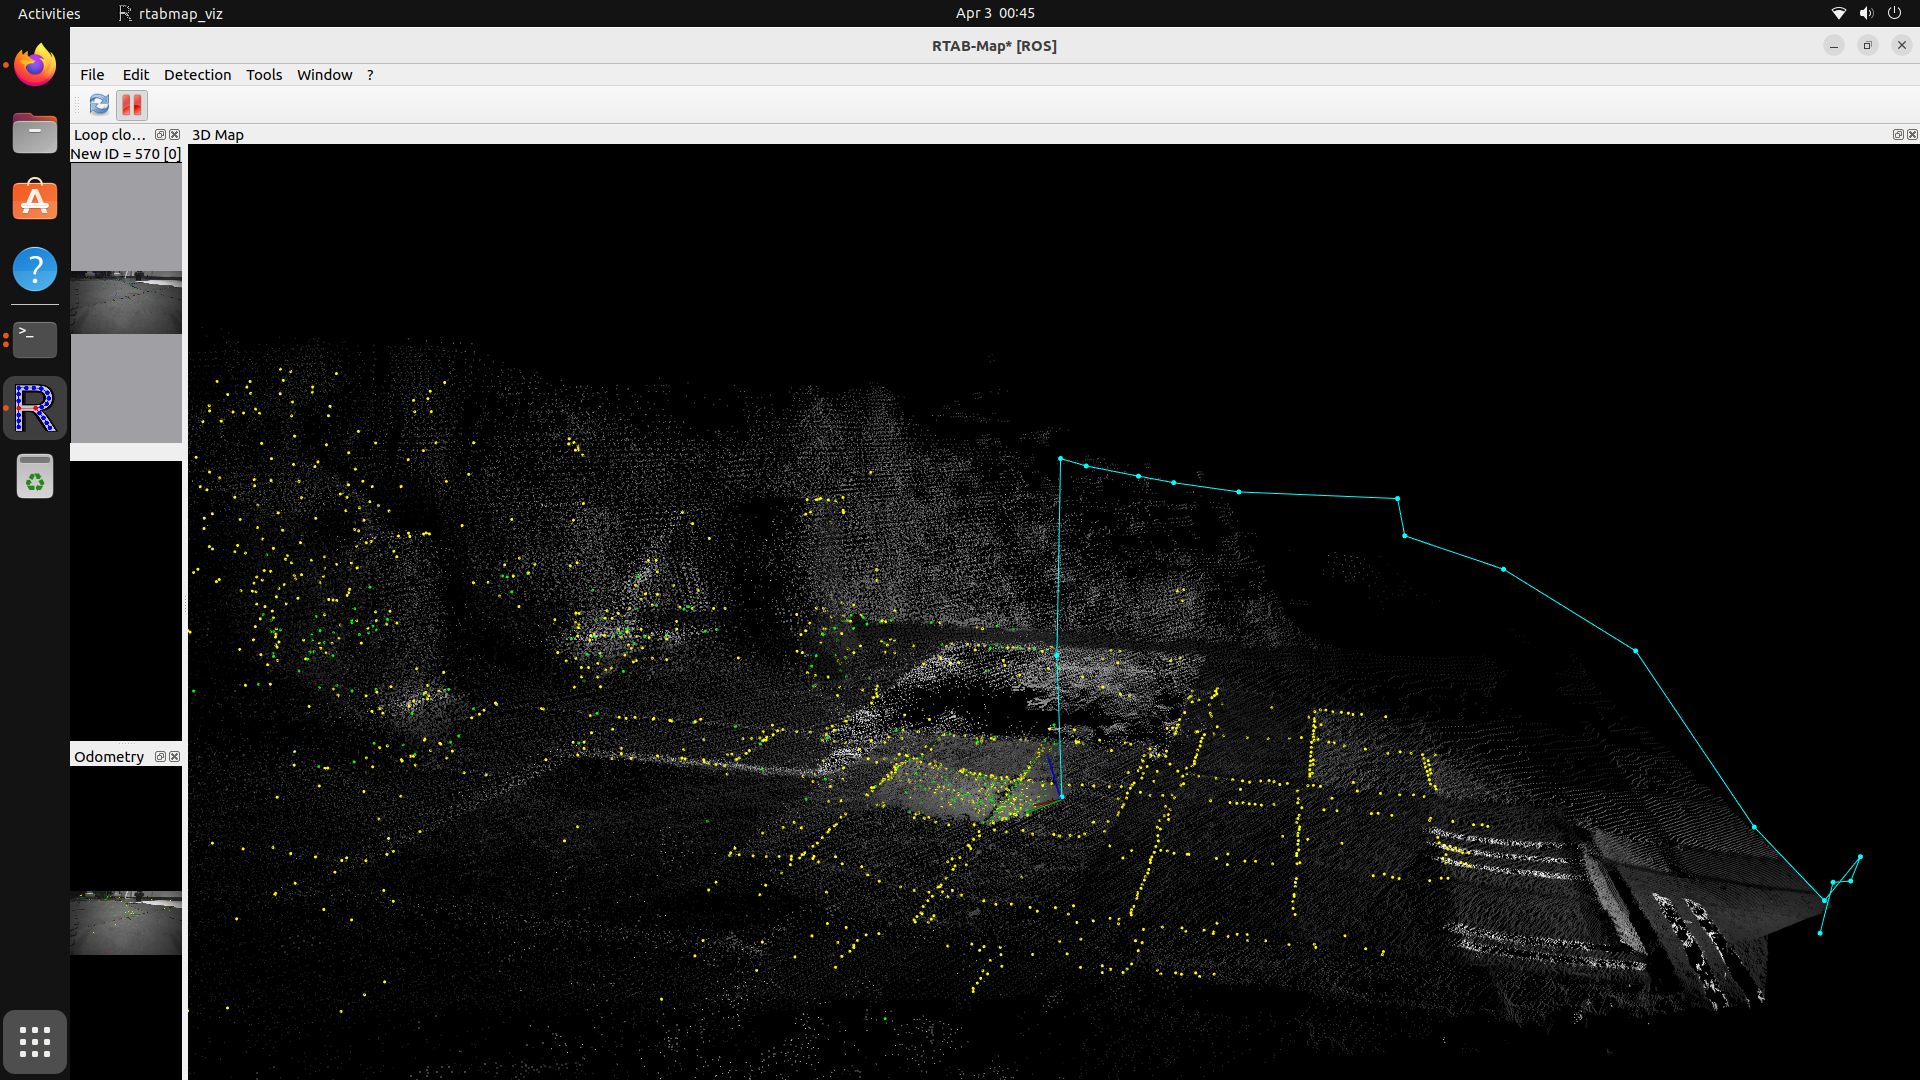 Activities
rtabmap_viz
Apr 3 00:45
RTAB-Map* [ROS]
File Edit Detection Tools Window ?
Loop clo...
3D Map
New ID = 570 [0]
Odometry